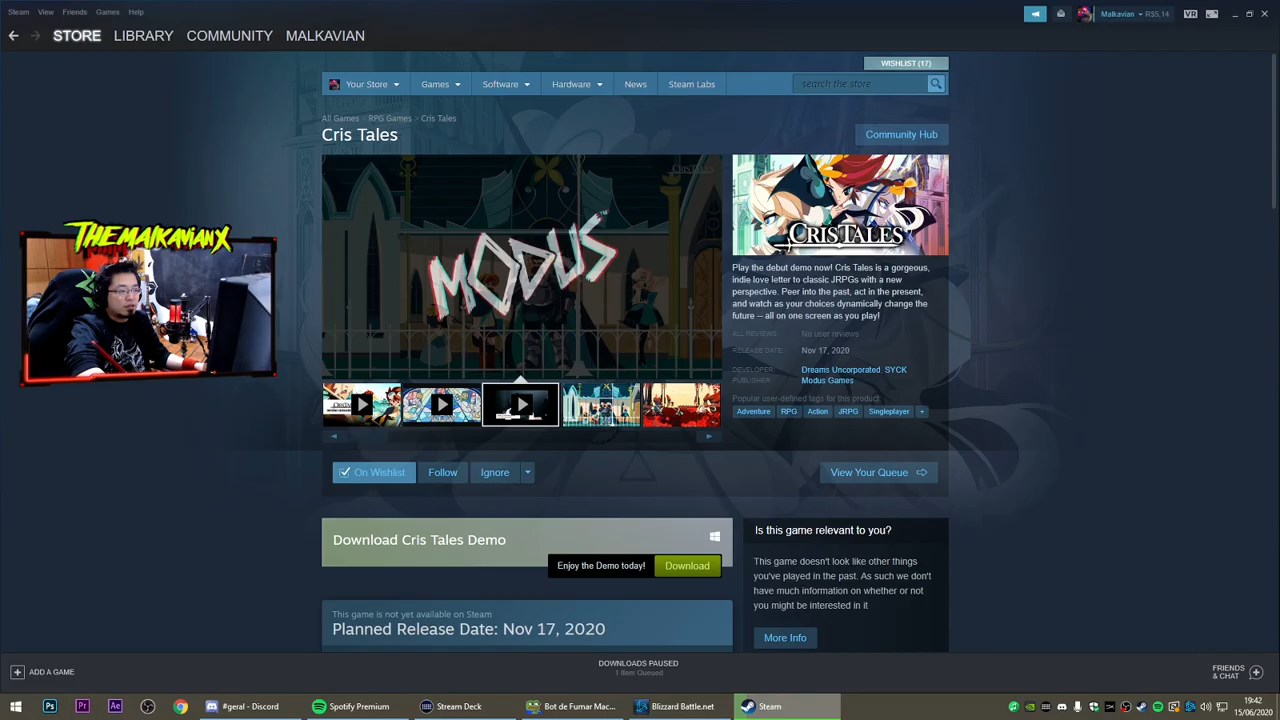 Steam View Friends Games Help
Malkavian R$5,14 VR
STORE LIBRARY COMMUNITY MALKAVIAN
WISHLIST (17)
Your Store Games Software Hardware News Steam Labs search the store
All Games > RPG Games > Cris Tales
Cris Tales
Community Hub
CRIS TALES
MODUS™
CRIS TALES
Play the debut demo now! Cris Tales is a gorgeous,
indie love letter to classic JRPGs with a new
perspective. Peer into the past, act in the present,
and watch as your choices dynamically change the
future -- all on one screen as you play!
ALL REVIEWS: No user reviews
RELEASE DATE: Nov 17, 2020
DEVELOPER: Dreams Uncorporated, SYCK
PUBLISHER: Modus Games
Popular user-defined tags for this product:
Adventure RPG Action JRPG Singleplayer +
THEMALKAVIANX
On Wishlist Follow Ignore View Your Queue
Download Cris Tales Demo
Enjoy the Demo today! Download
Is this game relevant to you?
This game doesn't look like other things
you've played in the past. As such we don't
have much information on whether or not
you might be interested in it
More Info
This game is not yet available on Steam
Planned Release Date: Nov 17, 2020
ADD A GAME
DOWNLOADS PAUSED
1 Item Queued
FRIENDS
& CHAT
Ps Pr Ae #geral - Discord Spotify Premium Stream Deck Bot de Fumar Mac... Blizzard Battle.net Steam
19:42
15/06/2020